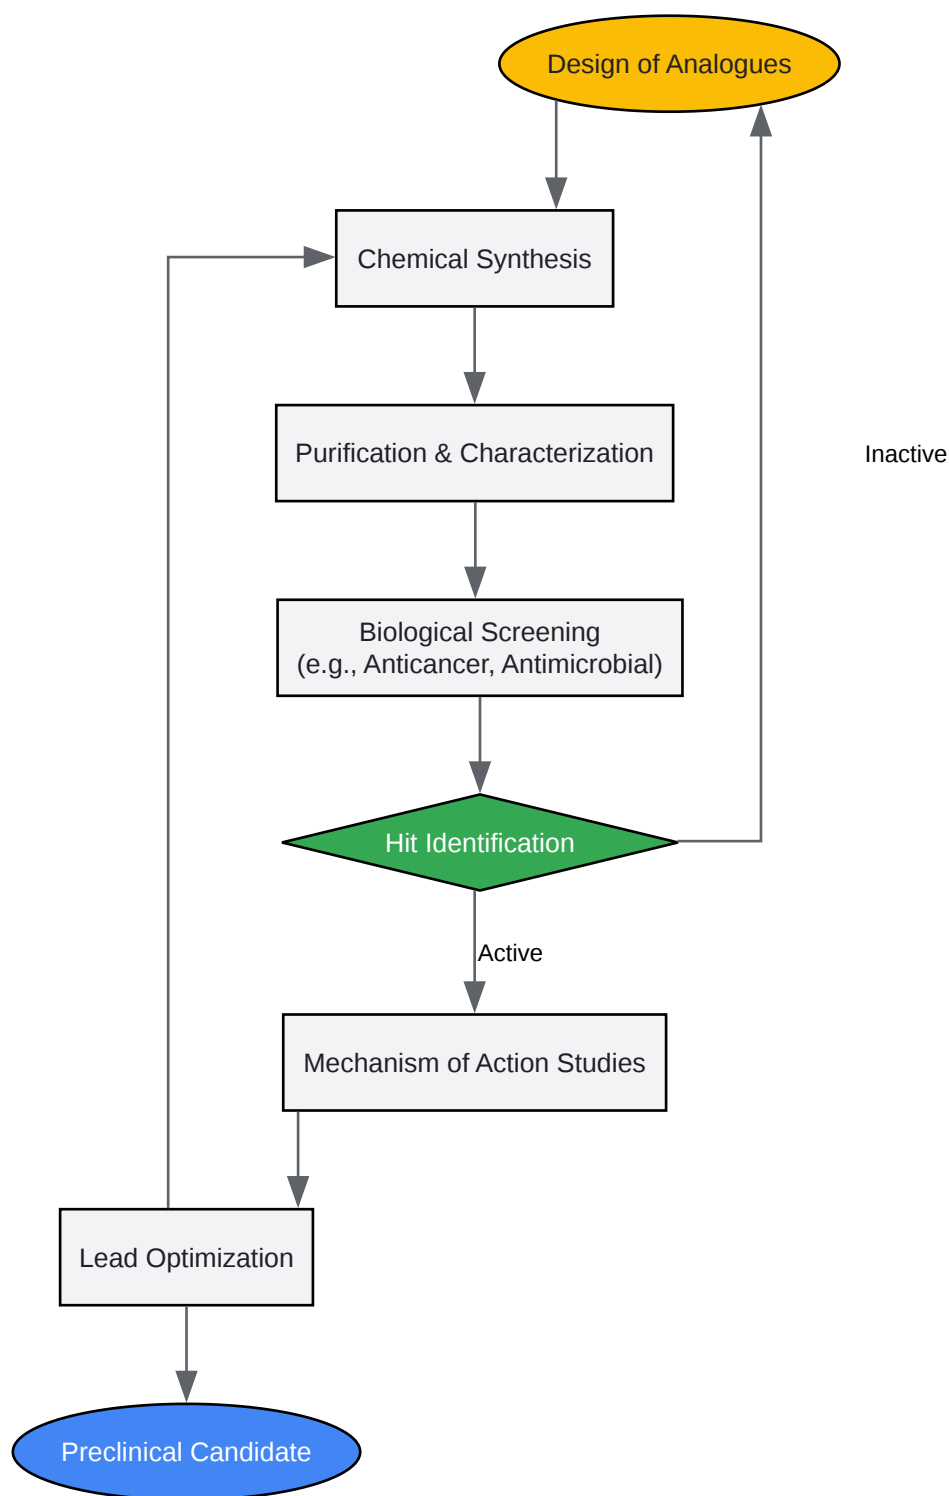 Design of Analogues
Chemical Synthesis
Purification & Characterization
Inactive
Biological Screening
(e.g., Anticancer, Antimicrobial)
Hit Identification
Active
Mechanism of Action Studies
Lead Optimization
Preclinical Candidate